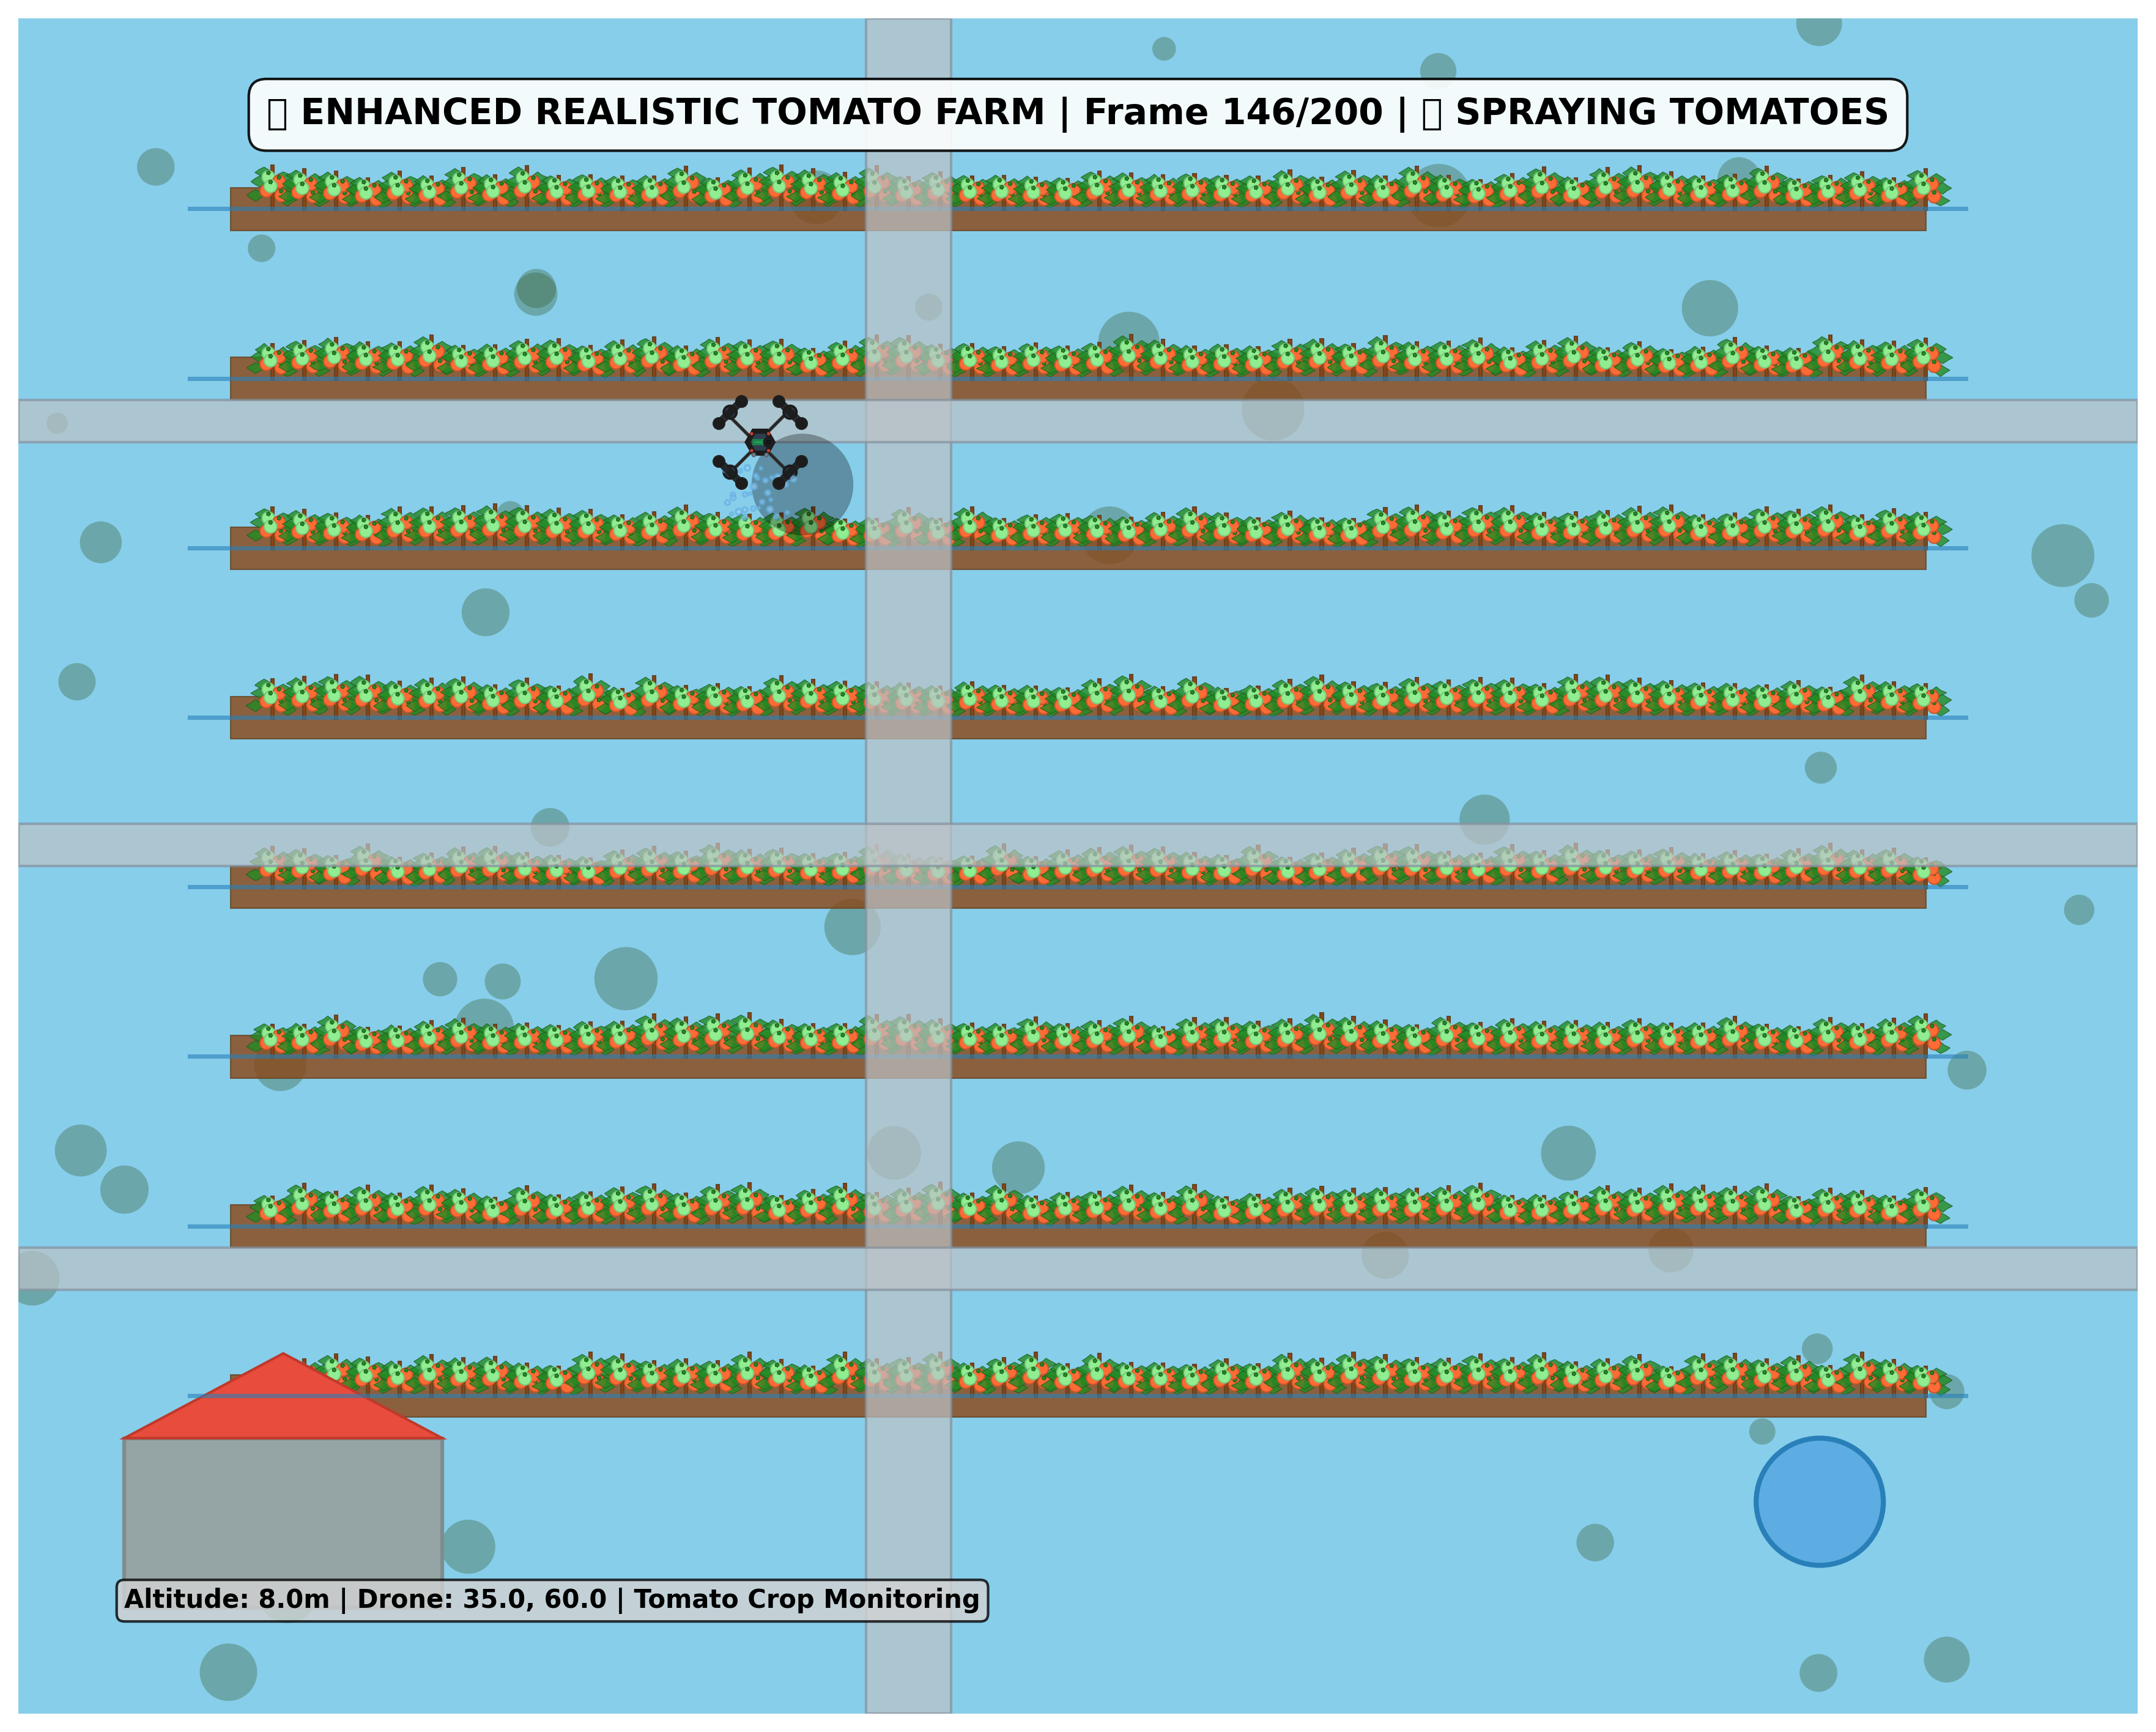 ▯ ENHANCED REALISTIC TOMATO FARM | Frame 146/200 | ▯ SPRAYING TOMATOES
Altitude: 8.0m | Drone: 35.0, 60.0 | Tomato Crop Monitoring